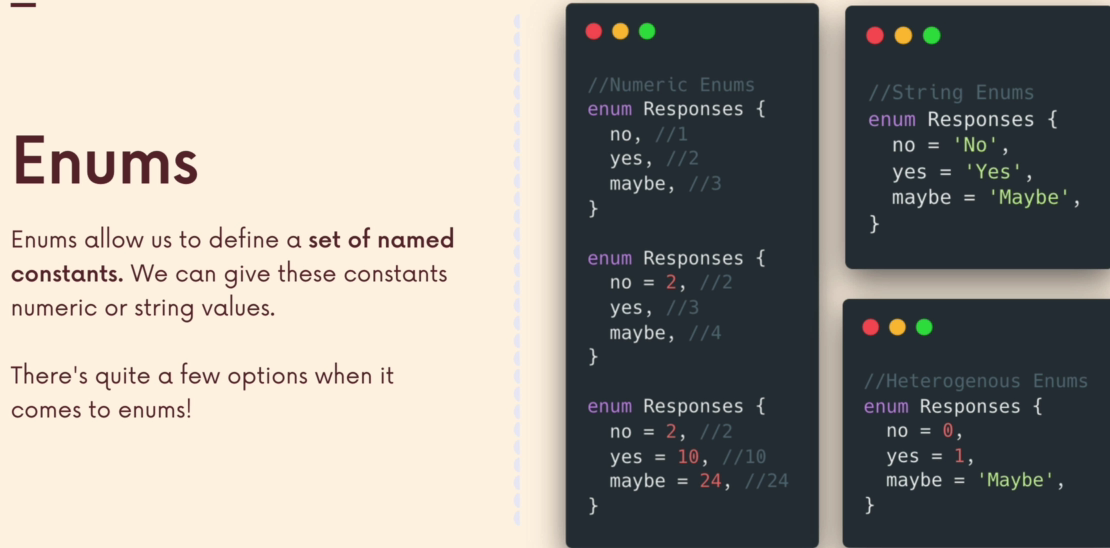 Enums
Enums allow us to define a set of named
constants. We can give these constants
numeric or string values.
There's quite a few options when it
comes to enums!
//Numeric Enums
enum Responses {
no, //1
yes, //2
maybe, //3
}
enum Responses {
no = 2, //2
yes, //3
maybe, //4
}
enum Responses {
no = 2, //2
yes = 10, //10
maybe = 24, //24
}
//String Enums
enum Responses {
no = 'No',
yes = 'Yes',
maybe = 'Maybe',
}
//Heterogenous Enums
enum Responses {
no = 0,
yes = 1,
maybe = 'Maybe',
}